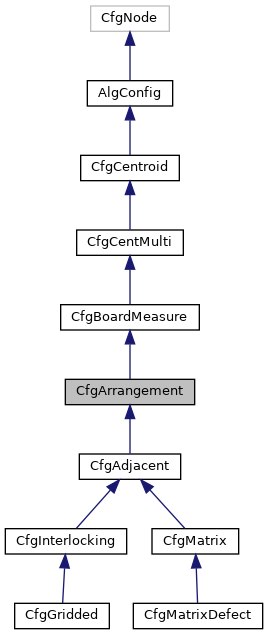 CfgNode
AlgConfig
CfgCentroid
CfgCentMulti
CfgBoardMeasure
CfgArrangement
CfgAdjacent
CfgInterlocking
CfgMatrix
CfgGridded
CfgMatrixDefect